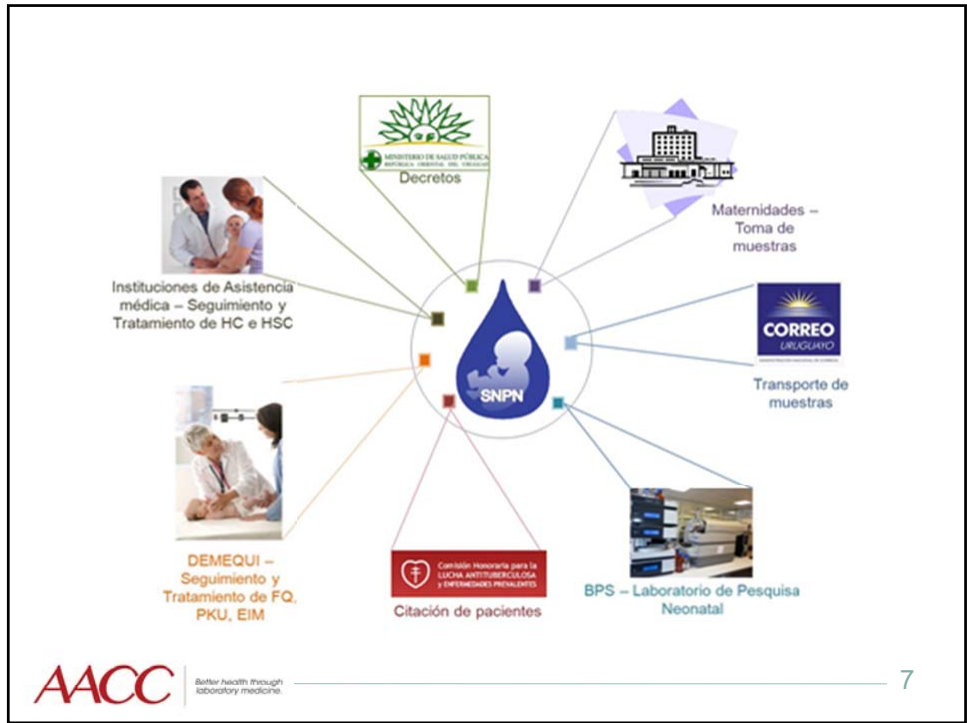 MINISTERIO DE SALUD PÚBLICA
REPÚBLICA ORIENTAL DEL URUGUAY
Decretos
Maternidades –
Toma de
muestras
Instituciones de Asistencia
médica – Seguimiento y
Tratamiento de HC e HSC
CORREO
URUGUAYO
Transporte de
muestras
SNPN
DEMEQUI –
Seguimiento y
Tratamiento de FQ,
PKU, EIM
Comisión Honoraria para la
LUCHA ANTITUBERCULOSA
y ENFERMEDADES PREVALENTES
Citación de pacientes
BPS – Laboratorio de Pesquisa
Neonatal
AACC
Better health through
laboratory medicine.
7